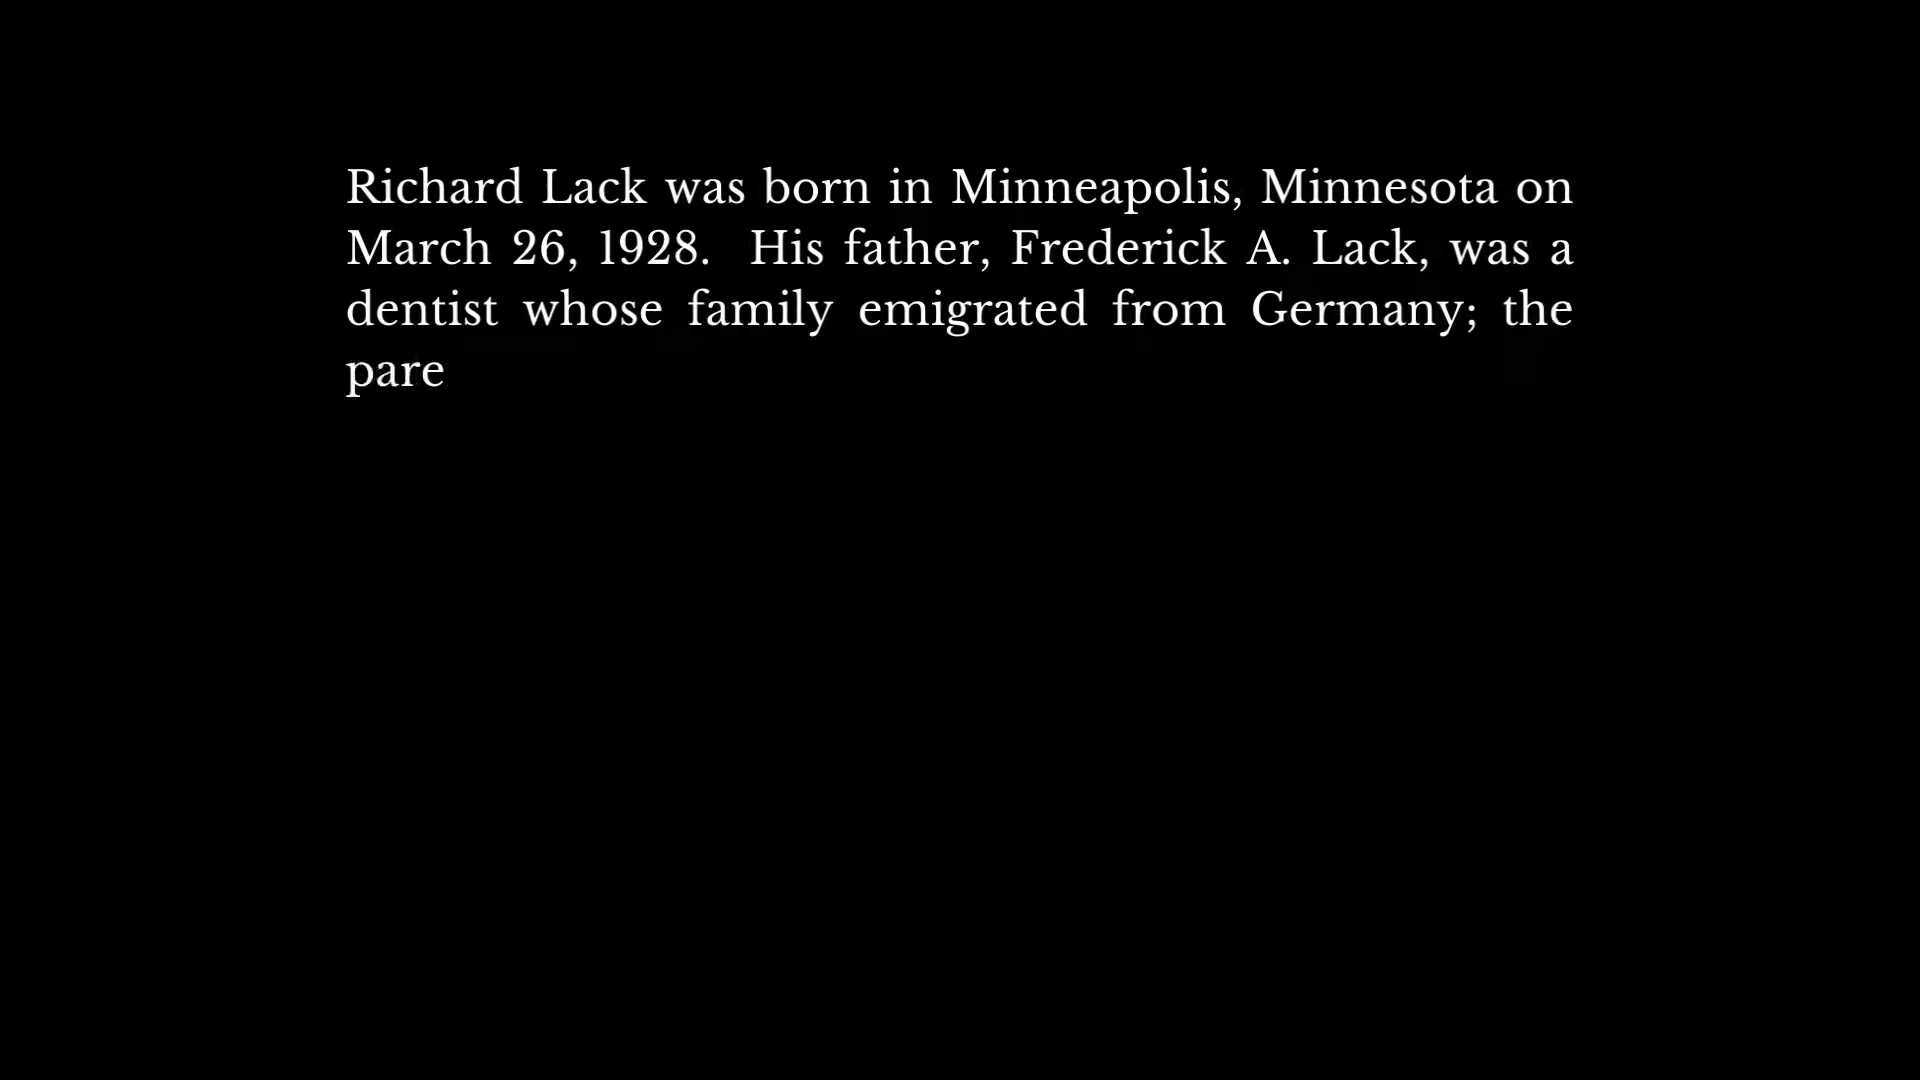 Richard Lack was born in Minneapolis, Minnesota on
March 26, 1928.  His father, Frederick A. Lack, was a
dentist whose family emigrated from Germany; the
pare